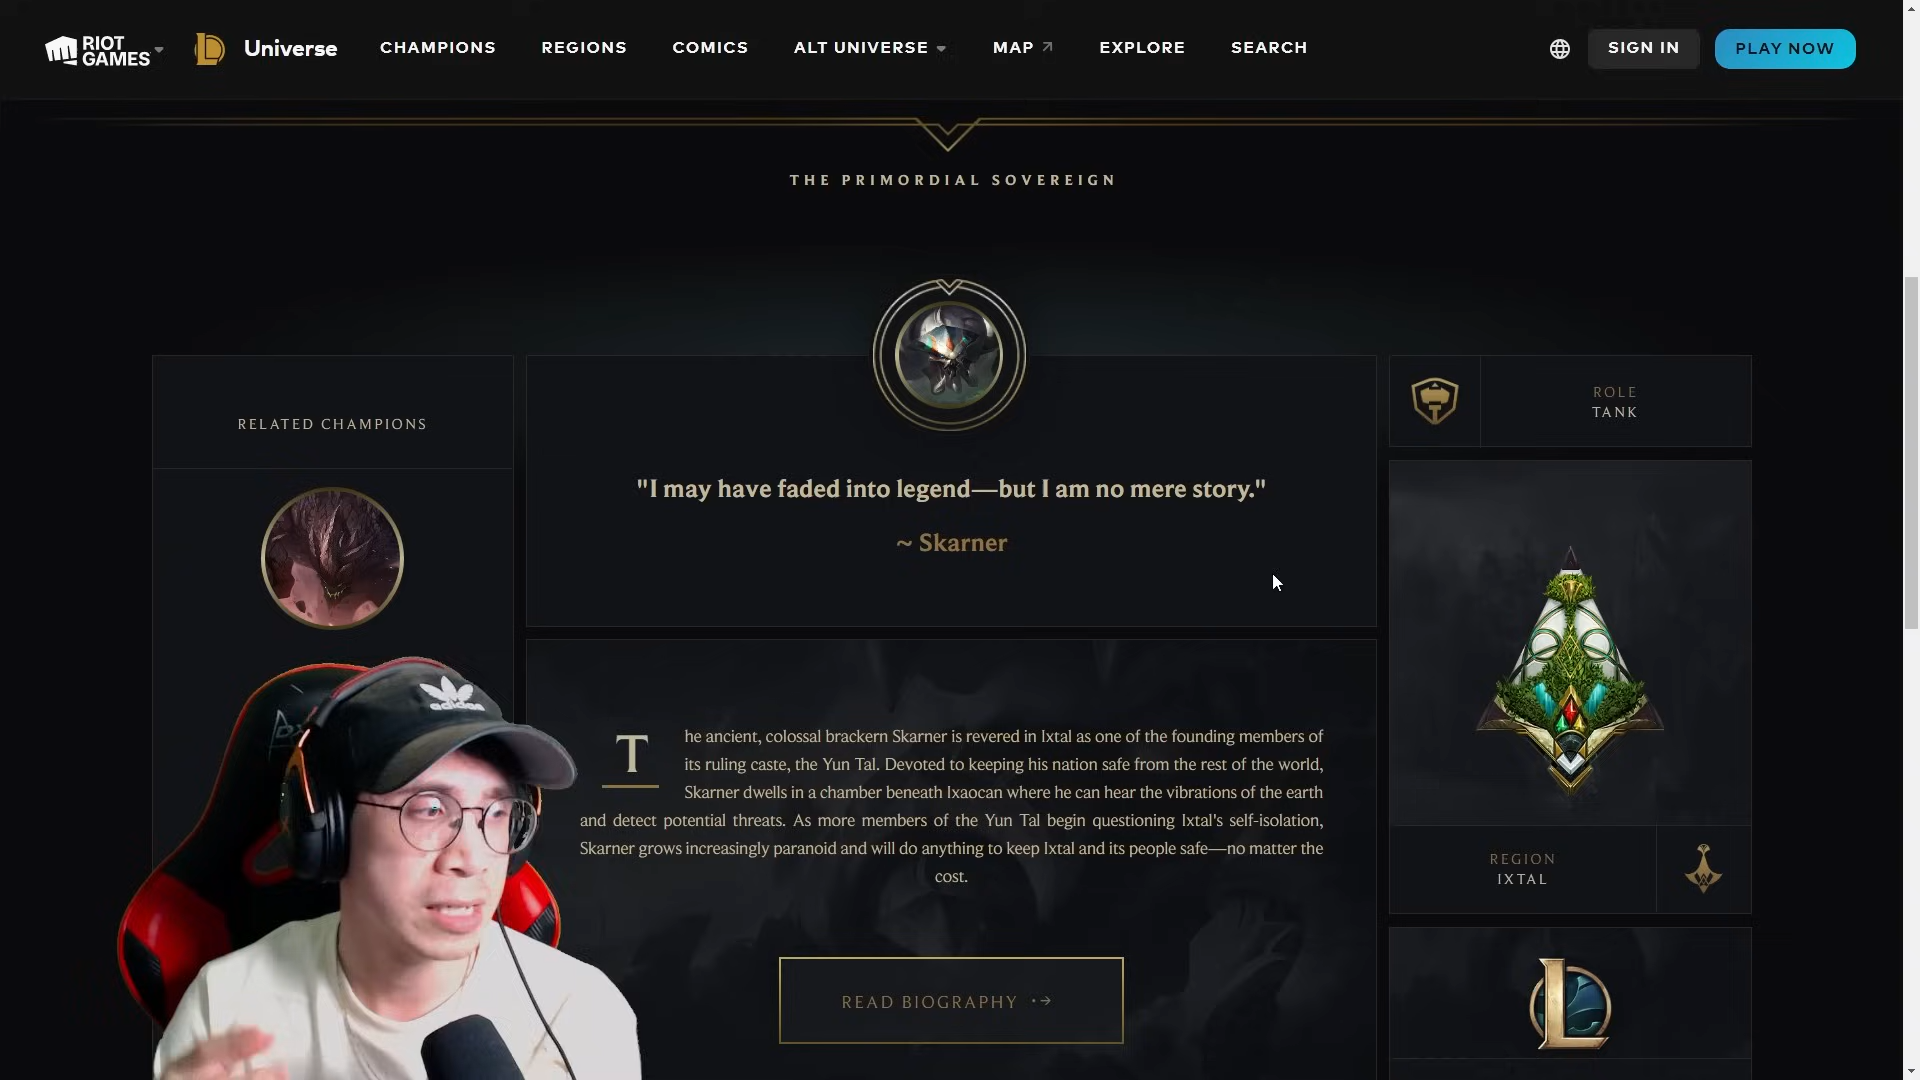 RIOT GAMES
Universe
CHAMPIONS
REGIONS
COMICS
ALT UNIVERSE
MAP
EXPLORE
SEARCH
SIGN IN
PLAY NOW
THE PRIMORDIAL SOVEREIGN
RELATED CHAMPIONS
"I may have faded into legend—but I am no mere story."
~ Skarner
ROLE
TANK
The ancient, colossal brackern Skarner is revered in Ixtal as one of the founding members of
its ruling caste, the Yun Tal. Devoted to keeping his nation safe from the rest of the world,
Skarner dwells in a chamber beneath Ixaocan where he can hear the vibrations of the earth
and detect potential threats. As more members of the Yun Tal begin questioning Ixtal's self-isolation,
Skarner grows increasingly paranoid and will do anything to keep Ixtal and its people safe—no matter the
cost.
READ BIOGRAPHY
REGION
IXTAL
adidas